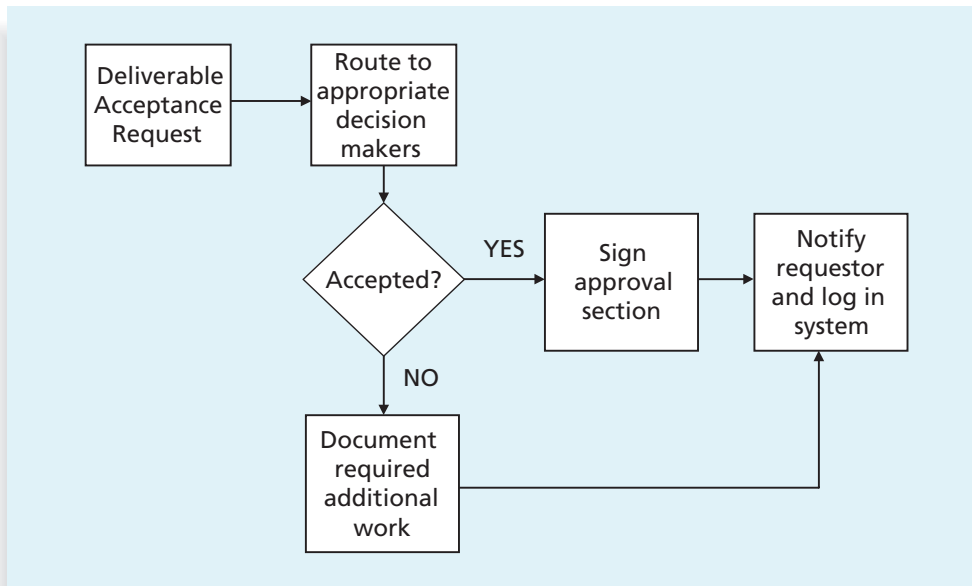 Deliverable
Acceptance
Request
Route to
appropriate
decision
makers
Accepted?
YES
Sign
approval
section
Notify
requestor
and log in
system
NO
Document
required
additional
work